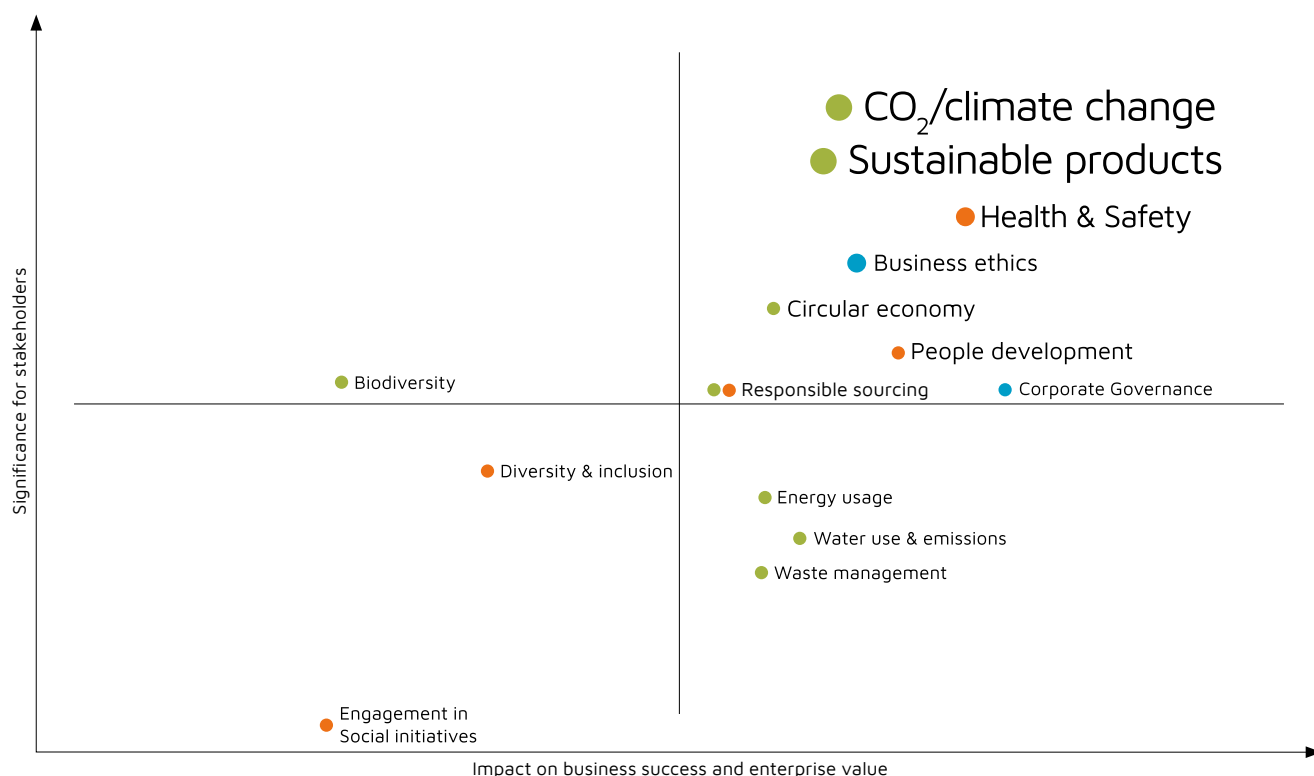 CO₂/climate change
Sustainable products
Health & Safety
Business ethics
Circular economy
People development
Biodiversity
Responsible sourcing
Corporate Governance
Significance for stakeholders
Diversity & inclusion
Energy usage
Water use & emissions
Waste management
Engagement in
Social initiatives
Impact on business success and enterprise value